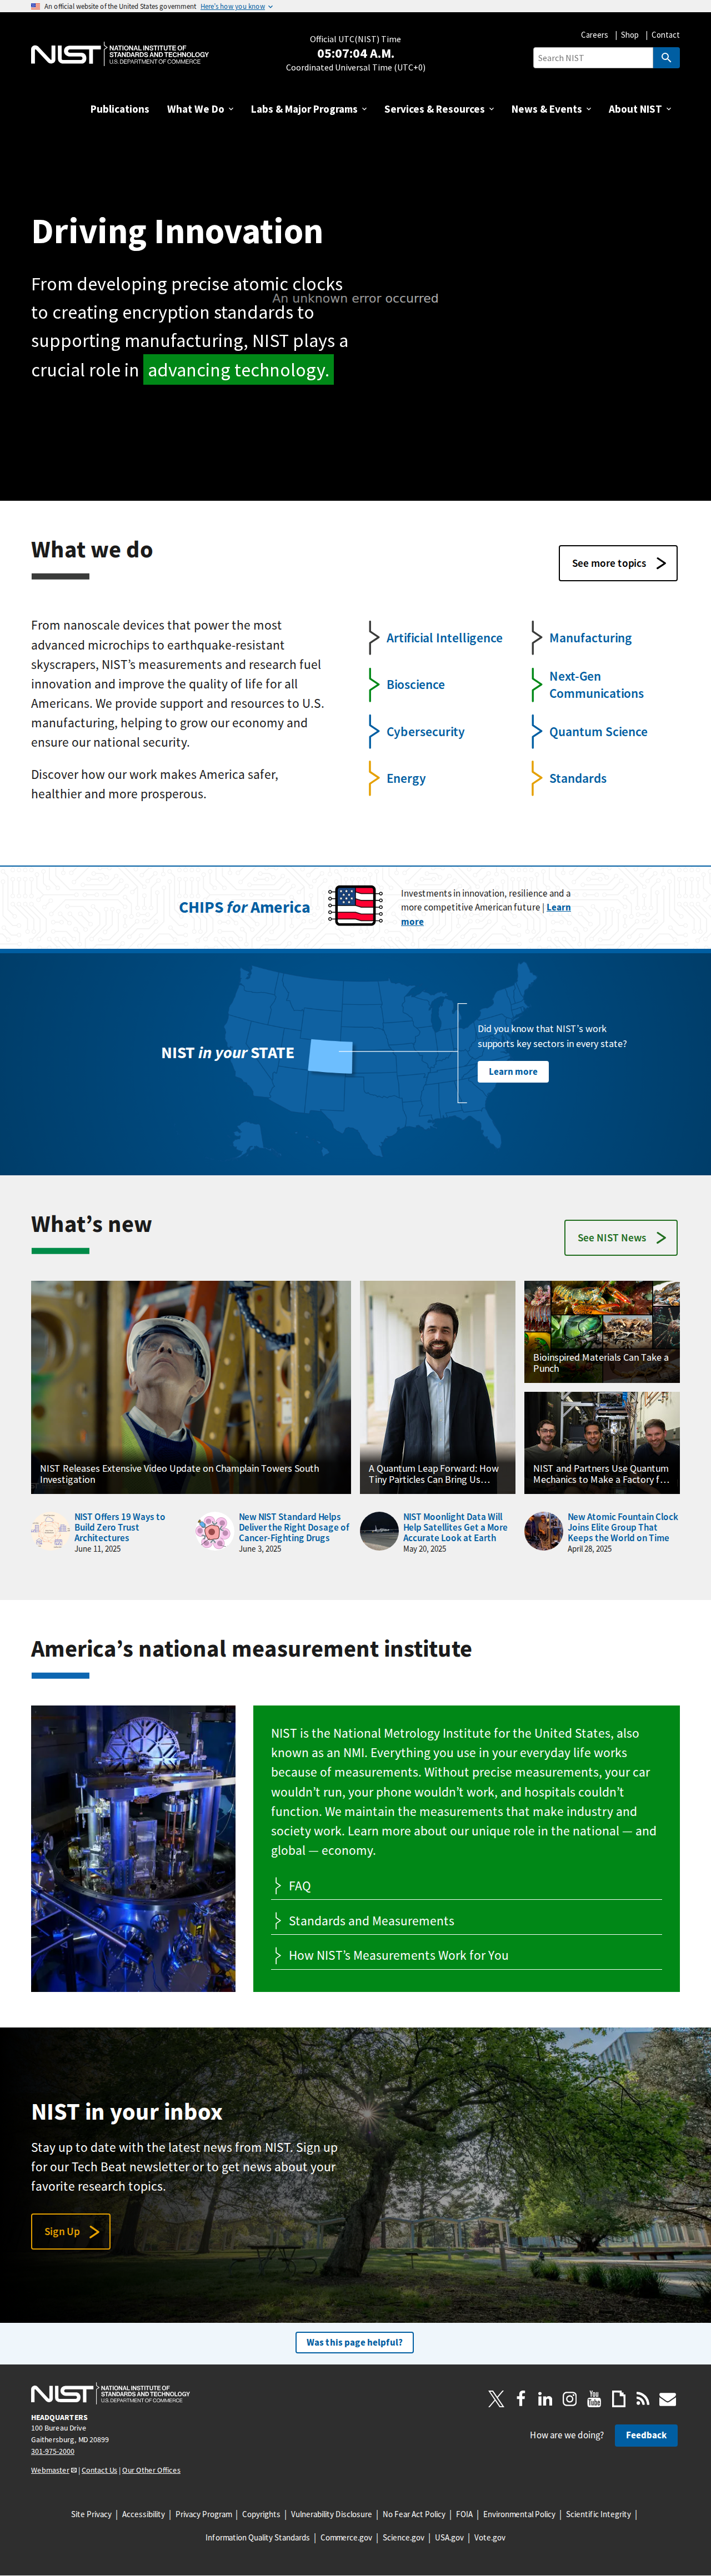 An official website of the United States government Here's how you know
NIST NATIONAL INSTITUTE OF
STANDARDS AND TECHNOLOGY
U.S. DEPARTMENT OF COMMERCE
Official UTC(NIST) Time
05:07:04 A.M.
Coordinated Universal Time (UTC+0)
Careers | Shop | Contact
Search NIST
Publications What We Do Labs & Major Programs Services & Resources News & Events About NIST
Driving Innovation
From developing precise atomic clocks
An unknown error occurred
to creating encryption standards to
supporting manufacturing, NIST plays a
crucial role in advancing technology.
What we do
See more topics
From nanoscale devices that power the most
advanced microchips to earthquake-resistant
skyscrapers, NIST's measurements and research fuel
innovation and improve the quality of life for all
Americans. We provide support and resources to U.S.
manufacturing, helping to grow our economy and
ensure our national security.
Discover how our work makes America safer,
healthier and more prosperous.
Artificial Intelligence
Manufacturing
Bioscience
Next-Gen
Communications
Cybersecurity
Quantum Science
Energy
Standards
CHIPS for America
Investments in innovation, resilience and a
more competitive American future | Learn
more
NIST in your STATE
Did you know that NIST's work
supports key sectors in every state?
Learn more
What's new
See NIST News
NIST Releases Extensive Video Update on Champlain Towers South
Investigation
A Quantum Leap Forward: How
Tiny Particles Can Bring Us…
Bioinspired Materials Can Take a
Punch
NIST and Partners Use Quantum
Mechanics to Make a Factory f…
NIST Offers 19 Ways to
Build Zero Trust
Architectures
June 11, 2025
New NIST Standard Helps
Deliver the Right Dosage of
Cancer-Fighting Drugs
June 3, 2025
NIST Moonlight Data Will
Help Satellites Get a More
Accurate Look at Earth
May 20, 2025
New Atomic Fountain Clock
Joins Elite Group That
Keeps the World on Time
April 28, 2025
America's national measurement institute
NIST is the National Metrology Institute for the United States, also
known as an NMI. Everything you use in your everyday life works
because of measurements. Without precise measurements, your car
wouldn't run, your phone wouldn't work, and hospitals couldn't
function. We maintain the measurements that make industry and
society work. Learn more about our unique role in the national — and
global — economy.
FAQ
Standards and Measurements
How NIST's Measurements Work for You
NIST in your inbox
Stay up to date with the latest news from NIST. Sign up
for our Tech Beat newsletter or to get news about your
favorite research topics.
Sign Up
Was this page helpful?
NIST NATIONAL INSTITUTE OF
STANDARDS AND TECHNOLOGY
U.S. DEPARTMENT OF COMMERCE
HEADQUARTERS
100 Bureau Drive
Gaithersburg, MD 20899
301-975-2000
Webmaster | Contact Us | Our Other Offices
You
Tube
How are we doing? Feedback
Site Privacy | Accessibility | Privacy Program | Copyrights | Vulnerability Disclosure | No Fear Act Policy | FOIA | Environmental Policy | Scientific Integrity |
Information Quality Standards | Commerce.gov | Science.gov | USA.gov | Vote.gov